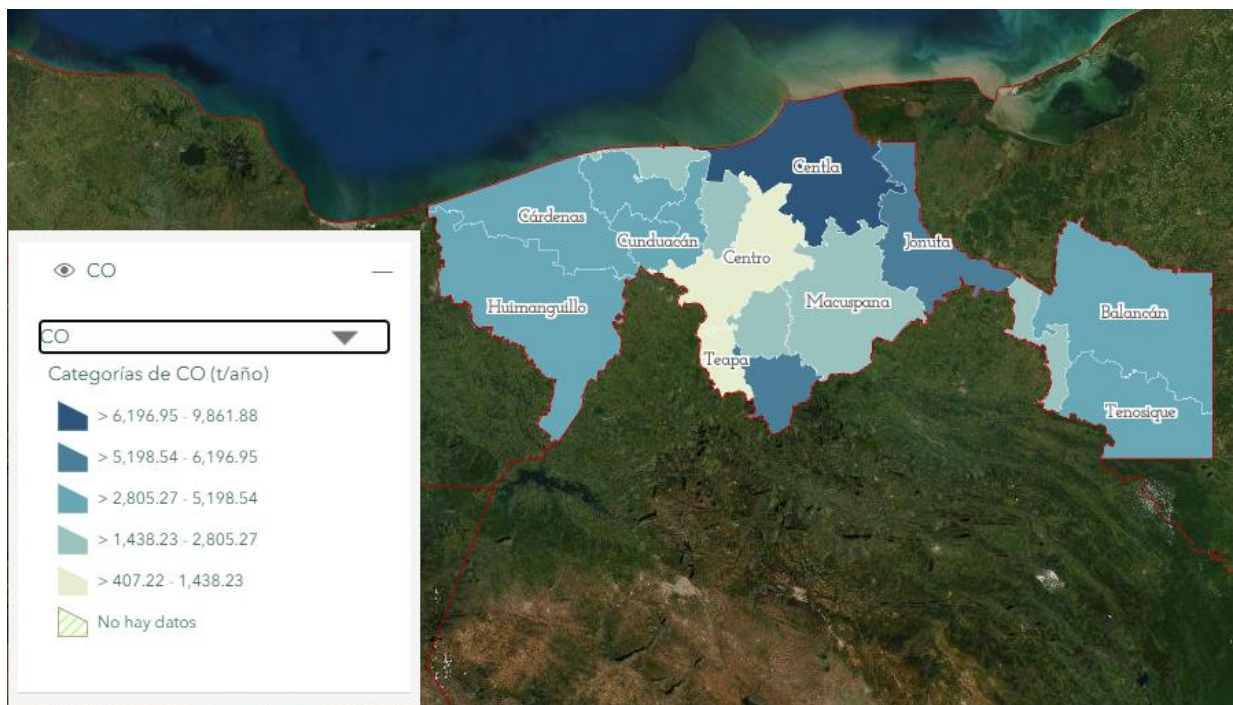 Centla
Cárdenas
Cunduacán
Jonuta
Centro
Huimanguillo
Macuspana
Balancán
Teapa
Tenosique
CO
CO
Categorías de CO (t/año)
> 6,196.95 - 9,861.88
> 5,198.54 - 6,196.95
> 2,805.27 - 5,198.54
> 1,438.23 - 2,805.27
> 407.22 - 1,438.23
No hay datos